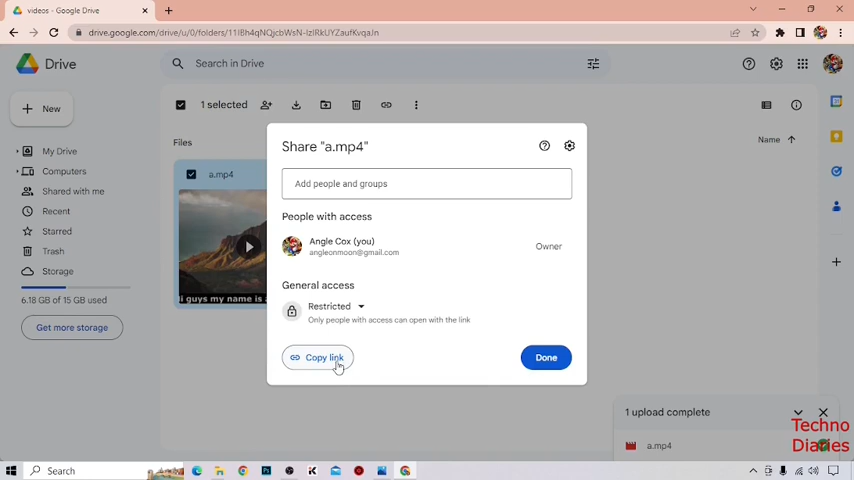 videos - Google Drive
drive.google.com/drive/u/0/folders/11IBh4qNQjcbWsN-IzlRkUYZaufKvqaJn
Drive
Search in Drive
New
1 selected
My Drive
Computers
Shared with me
Recent
Starred
Trash
Storage
6.18 GB of 15 GB used
Get more storage
Files
Name
a.mp4
li guys my name is a
Share "a.mp4"
Add people and groups
People with access
Angle Cox (you)
angleonmoon@gmail.com
Owner
General access
Restricted
Only people with access can open with the link
Copy link
Done
1 upload complete
a.mp4
Techno
Diaries
Search